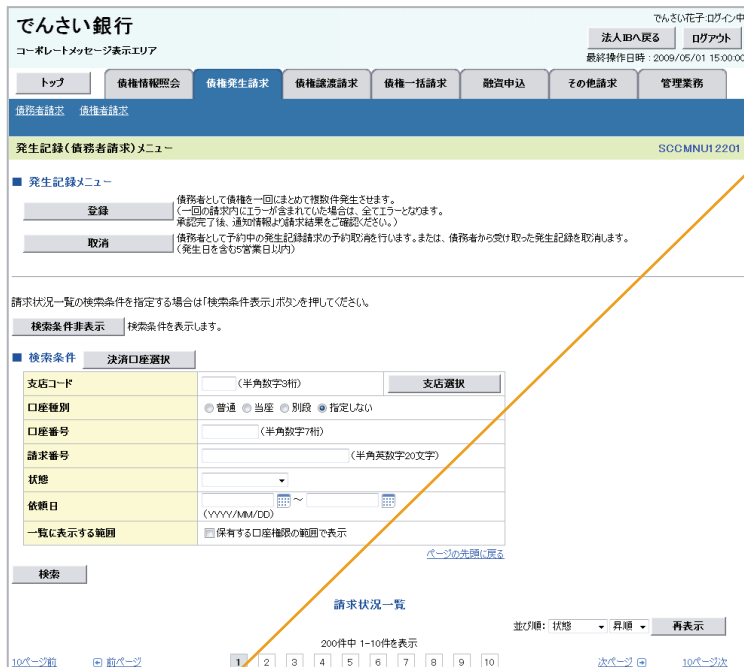 でんさい銀行
でんさい花子:ログイン中
コーポレートメッセージ表示エリア
法人IBへ戻る ログアウト
最終操作日時:2009/05/01 15:00:00
トップ 債権情報照会 債権発生請求 債権譲渡請求 債権一括請求 融資申込 その他請求 管理業務
債務者請求 債権者請求
発生記録(債務者請求)メニュー SCCMNU12201
■ 発生記録メニュー
登録 債務者として債権を一回にまとめて複数件発生させます。
(一回の請求内にエラーが含まれていた場合は、全てエラーとなります。
承認完了後、通知情報より請求結果をご確認ください。)
取消 債務者として予約中の発生記録請求の予約取消を行います。または、債務者から受け取った発生記録を取消します。
(発生日を含む5営業日以内)
請求状況一覧の検索条件を指定する場合は「検索条件表示」ボタンを押してください。
検索条件非表示 検索条件を表示します。
■ 検索条件 決済口座選択
支店コード (半角数字3桁) 支店選択
口座種別 普通 当座 別段 指定しない
口座番号 (半角数字7桁)
請求番号 (半角英数字20文字)
状態
依頼日 ~
(YYYY/MM/DD)
一覧に表示する範囲 保有する口座権限の範囲で表示
ページの先頭に戻る
検索
請求状況一覧
並び順: 状態 昇順 再表示
200件中 1-10件を表示
10ページ前 前ページ 1 2 3 4 5 6 7 8 9 10 次ページ 10ページ次